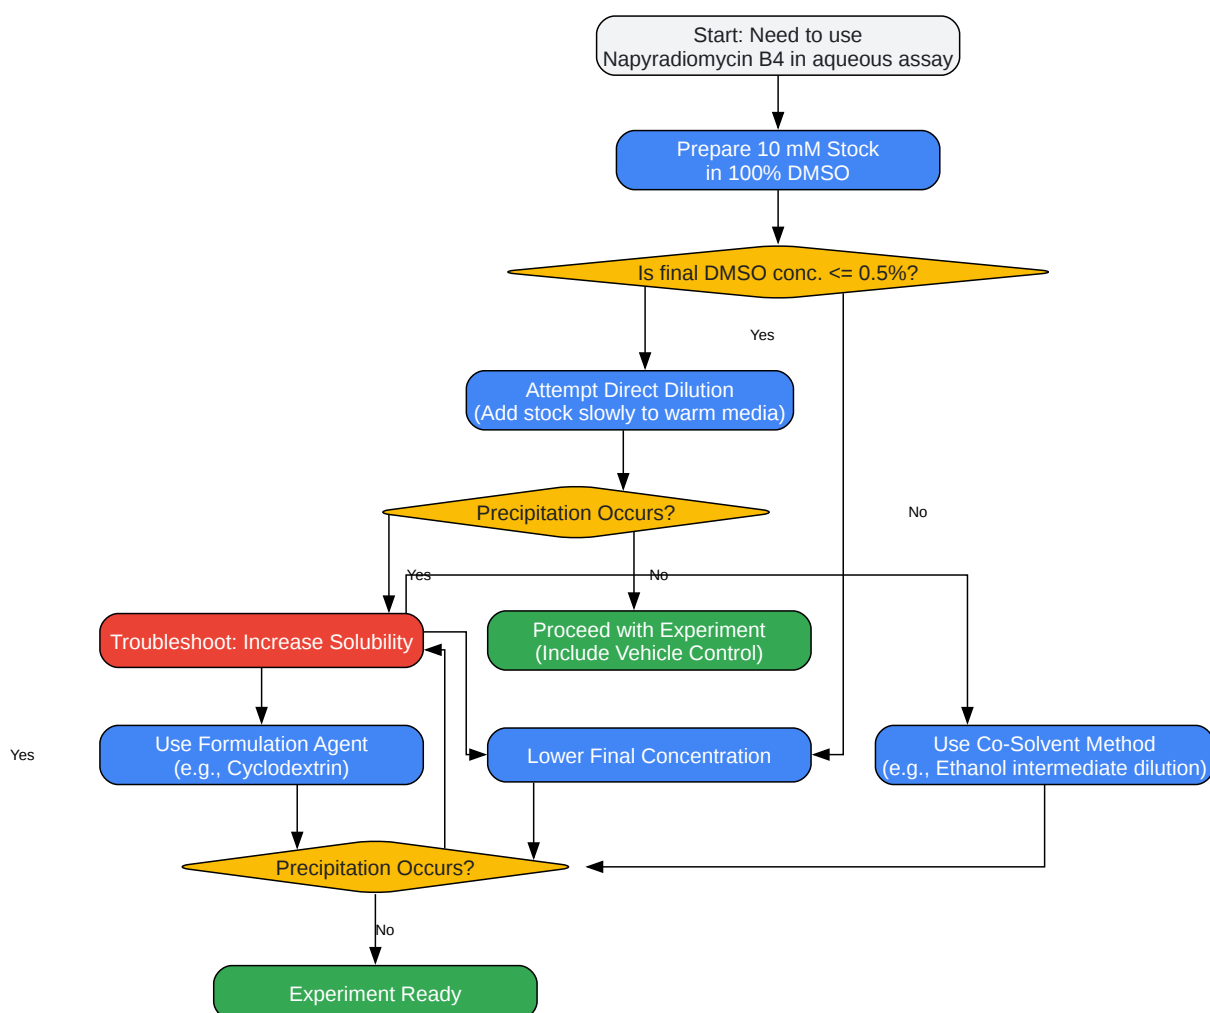 Start: Need to use
Napyradiomycin B4 in aqueous assay
Prepare 10 mM Stock
in 100% DMSO
Is final DMSO conc. <= 0.5%?
Yes
Attempt Direct Dilution
(Add stock slowly to warm media)
Precipitation Occurs?
No
Yes
No
Troubleshoot: Increase Solubility
Proceed with Experiment
(Include Vehicle Control)
Yes
Use Formulation Agent
(e.g., Cyclodextrin)
Lower Final Concentration
Use Co-Solvent Method
(e.g., Ethanol intermediate dilution)
Precipitation Occurs?
No
Experiment Ready